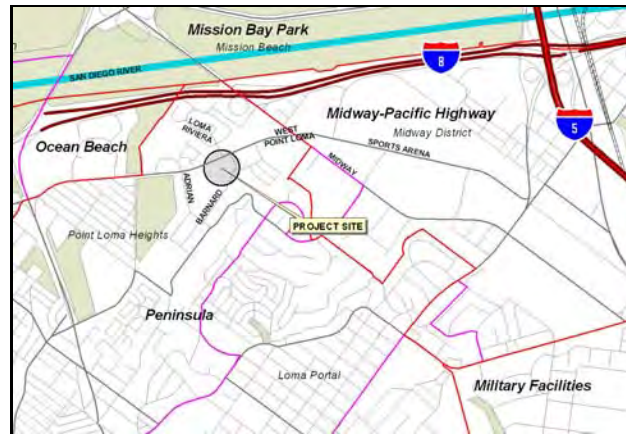 Mission Bay Park
Mission Beach
SAN DIEGO RIVER
8
5
LOMA
RIVIERA
WEST
POINT LOMA
Midway-Pacific Highway
Midway District
SPORTS ARENA
MIDWAY
Ocean Beach
ADRIAN
BARNARD
Point Loma Heights
PROJECT SITE
Peninsula
Loma Portal
Military Facilities